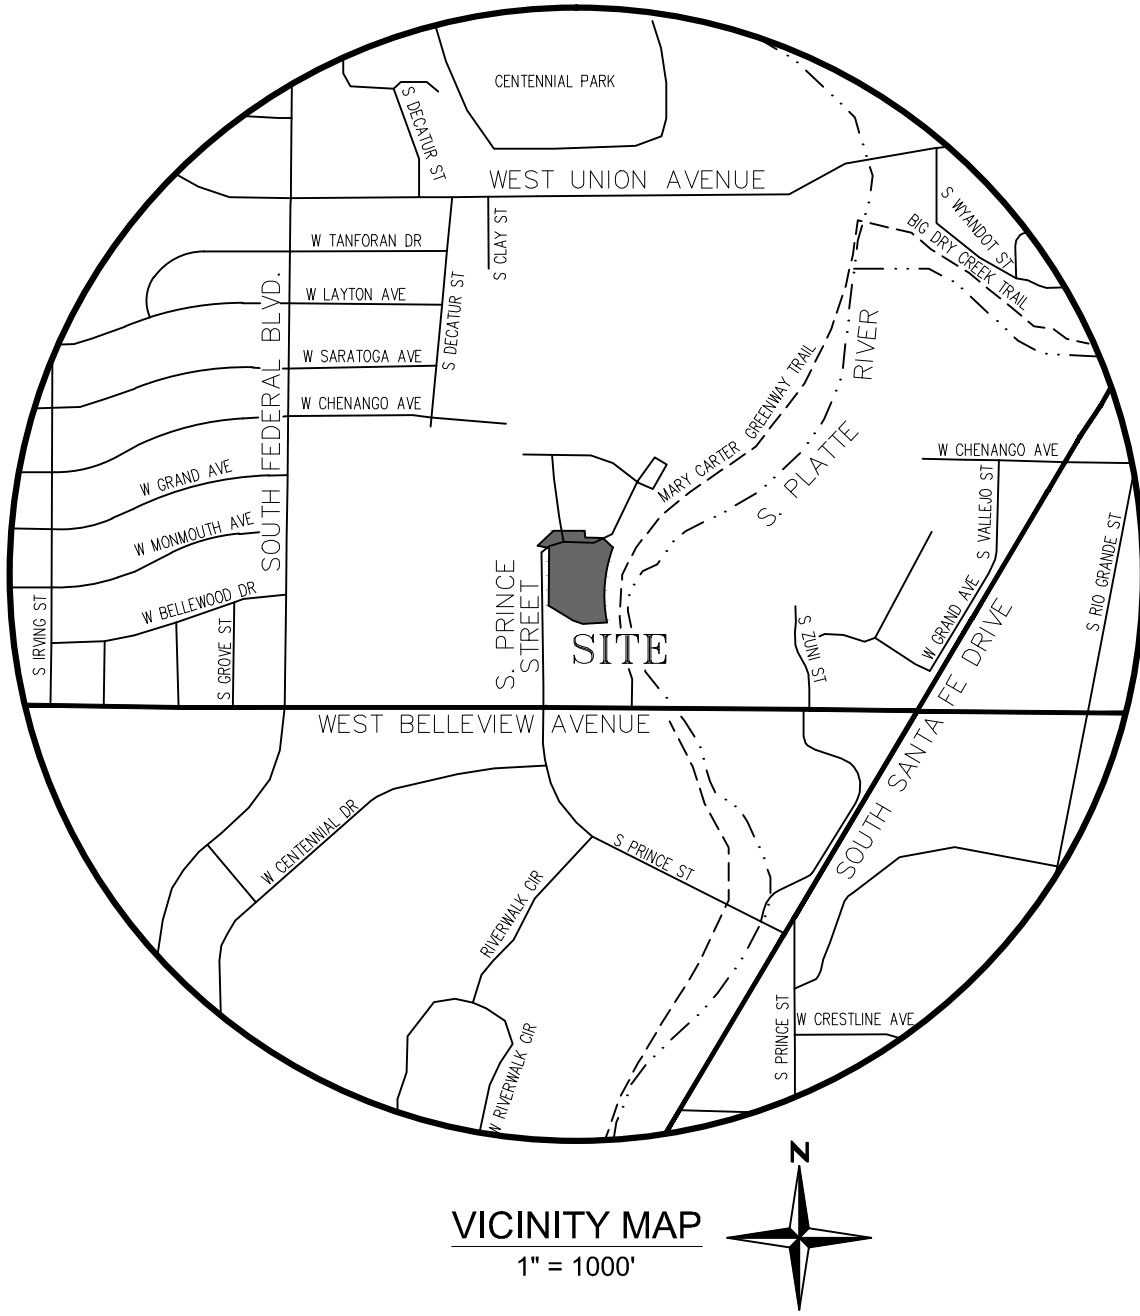 CENTENNIAL PARK
S DECATUR ST
WEST UNION AVENUE
S WYANDOT ST
BIG DRY CREEK TRAIL
S CLAY ST
W TANFORAN DR
W LAYTON AVE
S DECATUR ST
W SARATOGA AVE
W CHENANGO AVE
SOUTH FEDERAL BLVD.
RIVER
S. PLATTE
MARY CARTER GREENWAY TRAIL
W CHENANGO AVE
W GRAND AVE
W MONMOUTH AVE
W BELLEWOOD DR
S IRVING ST
S GROVE ST
S. PRINCE
STREET
SITE
S VALLEJO ST
W GRAND AVE
S RIO GRANDE ST
S ZUNI ST
SOUTH SANTA FE DRIVE
WEST BELLEVIEW AVENUE
W CENTENNIAL DR
S PRINCE ST
RIVERWALK CIR
W RIVERWALK CIR
S PRINCE ST
W CRESTLINE AVE
N
VICINITY MAP
1" = 1000'